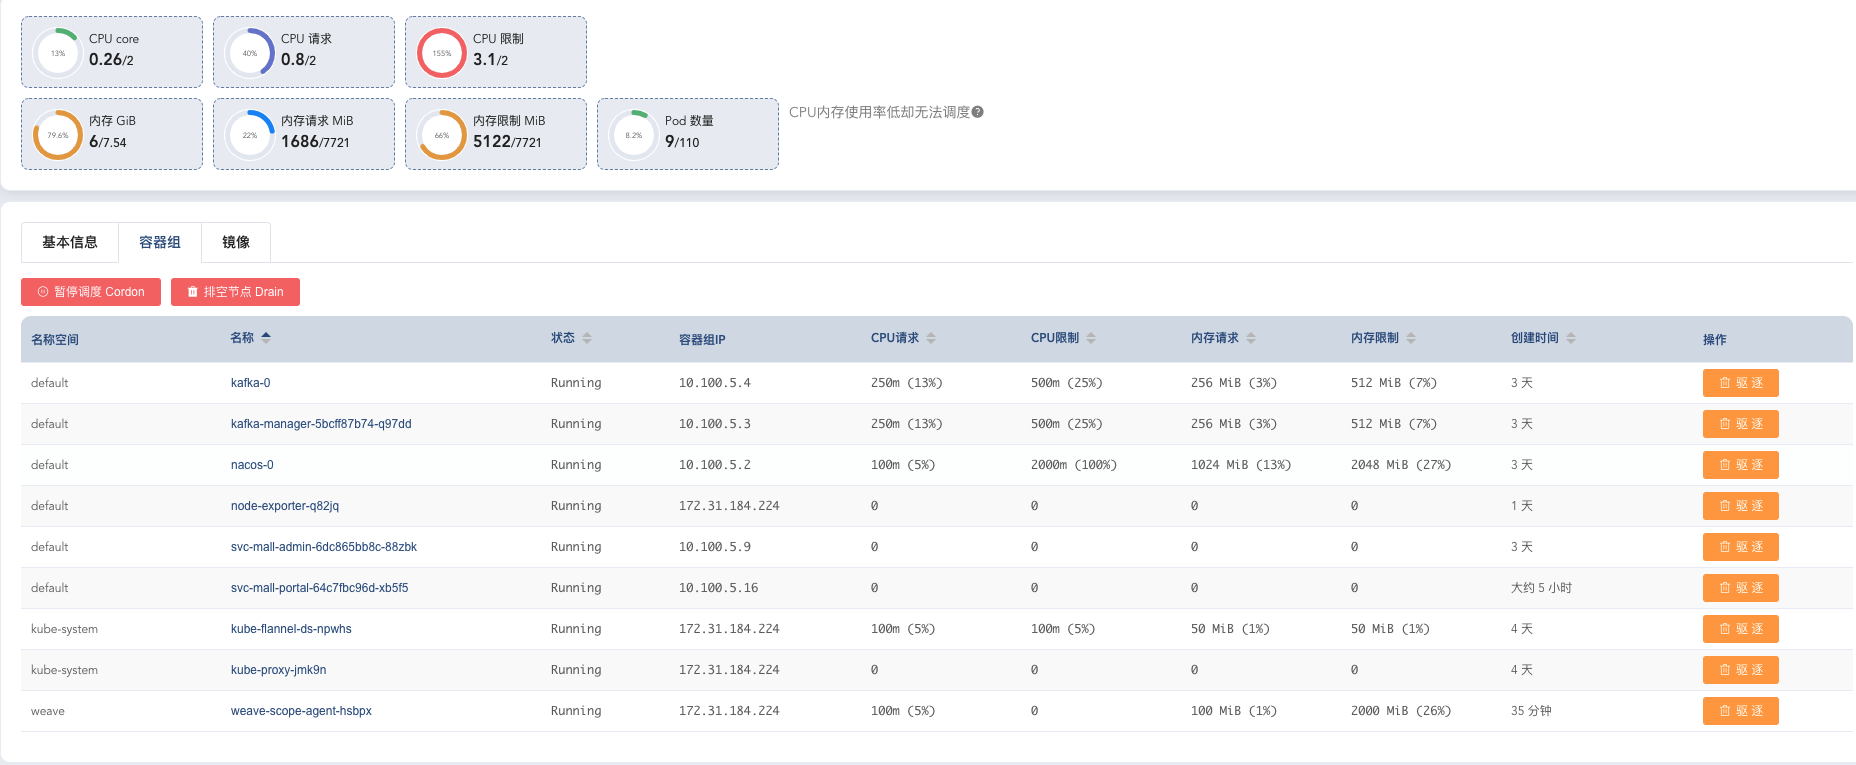 13% CPU core 0.26/2
40% CPU 请求 0.8/2
155% CPU 限制 3.1/2
79.6% 内存 GiB 6/7.54
22% 内存请求 MiB 1686/7721
66% 内存限制 MiB 5122/7721
8.2% Pod 数量 9/110
CPU内存使用率低却无法调度?
基本信息 容器组 镜像
暂停调度 Cordon 排空节点 Drain
名称空间 名称 状态 容器组IP CPU请求 CPU限制 内存请求 内存限制 创建时间 操作
default kafka-0 Running 10.100.5.4 250m (13%) 500m (25%) 256 MiB (3%) 512 MiB (7%) 3 天 驱 逐
default kafka-manager-5bcff87b74-q97dd Running 10.100.5.3 250m (13%) 500m (25%) 256 MiB (3%) 512 MiB (7%) 3 天 驱 逐
default nacos-0 Running 10.100.5.2 100m (5%) 2000m (100%) 1024 MiB (13%) 2048 MiB (27%) 3 天 驱 逐
default node-exporter-q82jq Running 172.31.184.224 0 0 0 0 1 天 驱 逐
default svc-mall-admin-6dc865bb8c-88zbk Running 10.100.5.9 0 0 0 0 3 天 驱 逐
default svc-mall-portal-64c7fbc96d-xb5f5 Running 10.100.5.16 0 0 0 0 大约 5 小时 驱 逐
kube-system kube-flannel-ds-npwhs Running 172.31.184.224 100m (5%) 100m (5%) 50 MiB (1%) 50 MiB (1%) 4 天 驱 逐
kube-system kube-proxy-jmk9n Running 172.31.184.224 0 0 0 0 4 天 驱 逐
weave weave-scope-agent-hsbpx Running 172.31.184.224 100m (5%) 0 100 MiB (1%) 2000 MiB (26%) 35 分钟 驱 逐